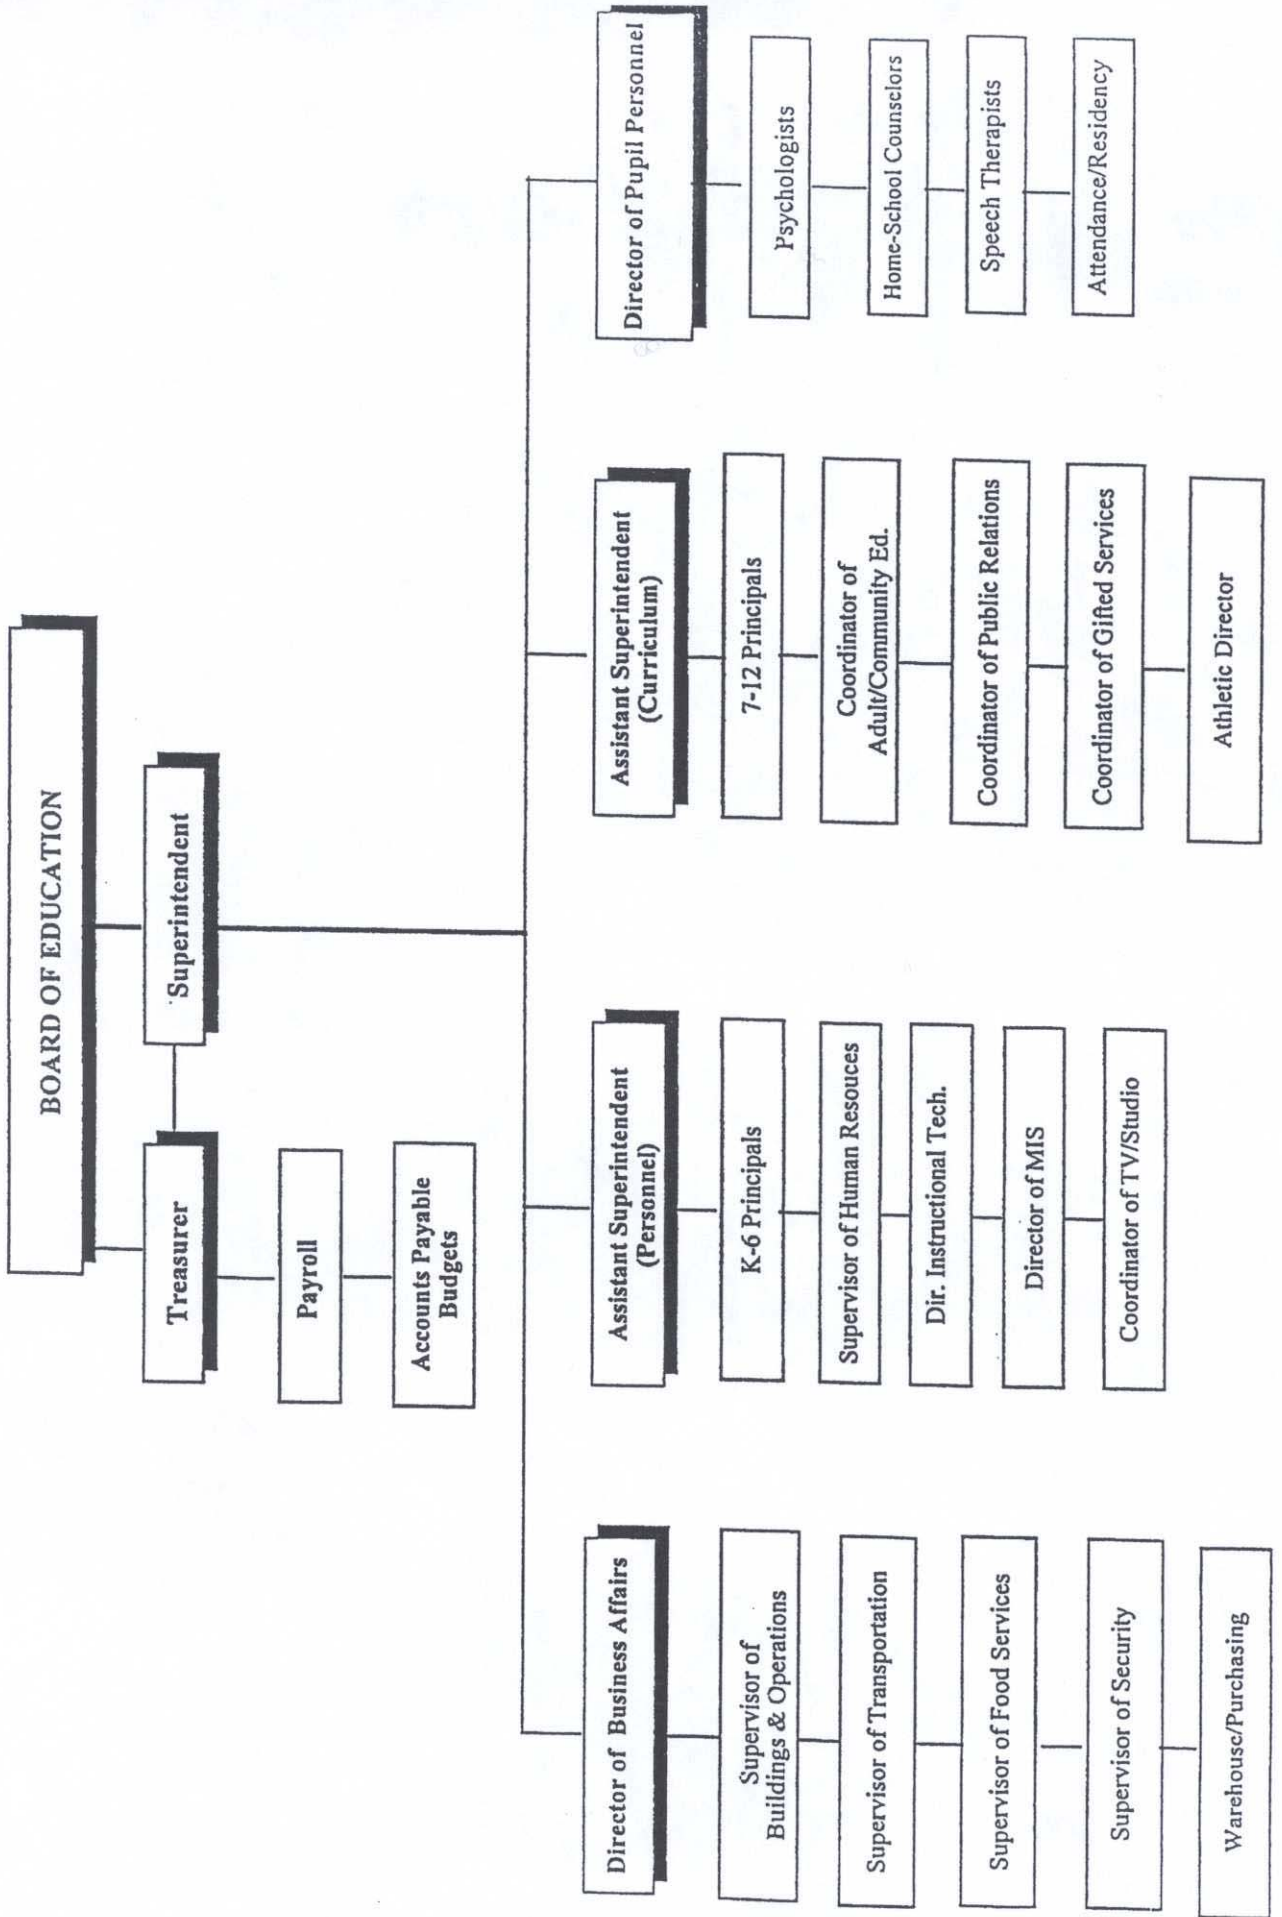 BOARD OF EDUCATION
Treasurer
Superintendent
Payroll
Accounts Payable
Budgets
Director of Business Affairs
Supervisor of
Buildings & Operations
Supervisor of Transportation
Supervisor of Food Services
Supervisor of Security
Warehouse/Purchasing
Assistant Superintendent
(Personnel)
K-6 Principals
Supervisor of Human Resouces
Dir. Instructional Tech.
Director of MIS
Coordinator of TV/Studio
Assistant Superintendent
(Curriculum)
7-12 Principals
Coordinator of
Adult/Community Ed.
Coordinator of Public Relations
Coordinator of Gifted Services
Athletic Director
Director of Pupil Personnel
Psychologists
Home-School Counselors
Speech Therapists
Attendance/Residency